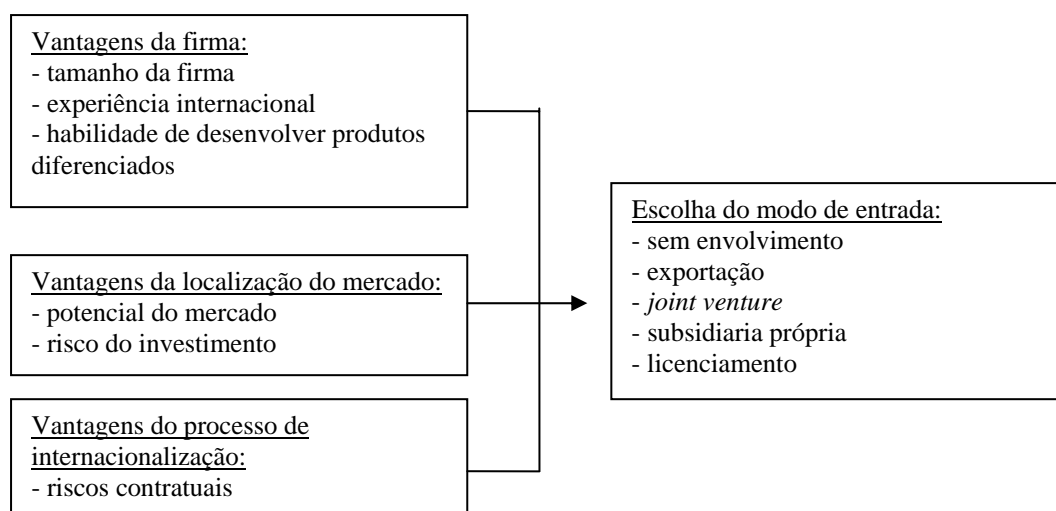 Vantagens da firma:
- tamanho da firma
- experiência internacional
- habilidade de desenvolver produtos
diferenciados
Vantagens da localização do mercado:
- potencial do mercado
- risco do investimento
Vantagens do processo de
internacionalização:
- riscos contratuais
Escolha do modo de entrada:
- sem envolvimento
- exportação
- joint venture
- subsidiaria própria
- licenciamento